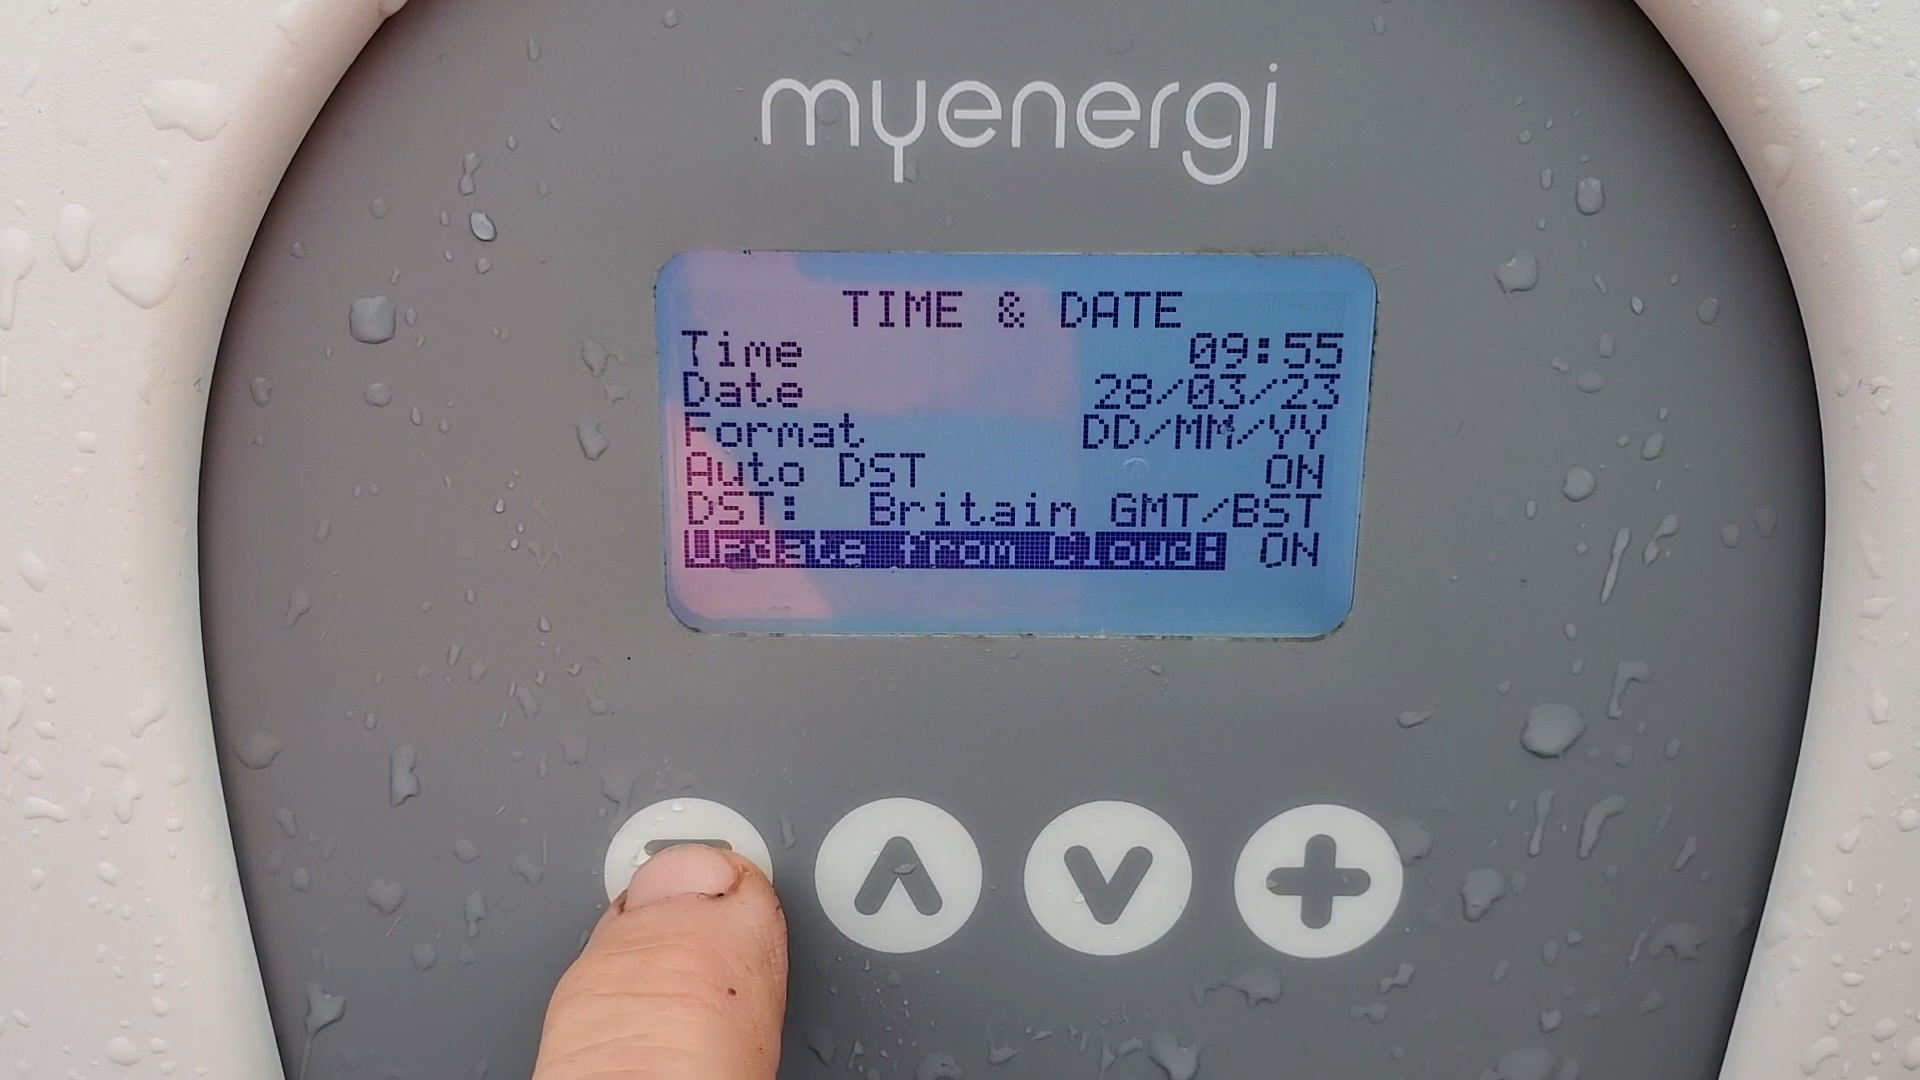 myenergi
TIME & DATE
Time 09:55
Date 28/03/23
Format DD/MM/YY
Auto DST ON
DST: Britain GMT/BST
Update from Cloud: ON